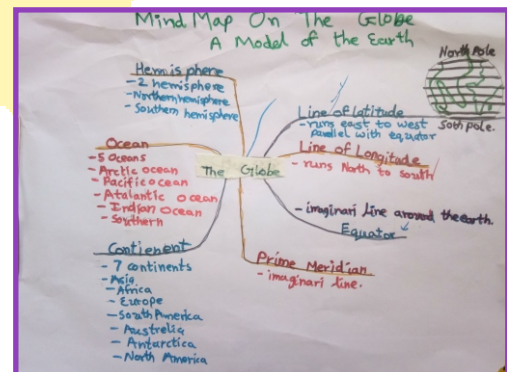 Mind Map On The Globe
A Model of the Earth
Hemisphere
- 2 hemisphere
- Northern hemisphere
- Southern hemisphere
Ocean
- 5 Oceans
- Arctic ocean
- Pacific ocean
- Atalantic ocean
- Indian ocean
- Southern
Contienent
- 7 continents
- Asia
- Africa
- Europe
- South America
- Austrelia
- Antarctica
- North America
The Globe
North Pole
Soth pole.
Line of latitude
- runs east to west
parallel with equator
Line of Longitude
- runs North to South
- imaginari line around the earth.
Equator
Prime Meridian
- imaginari line.